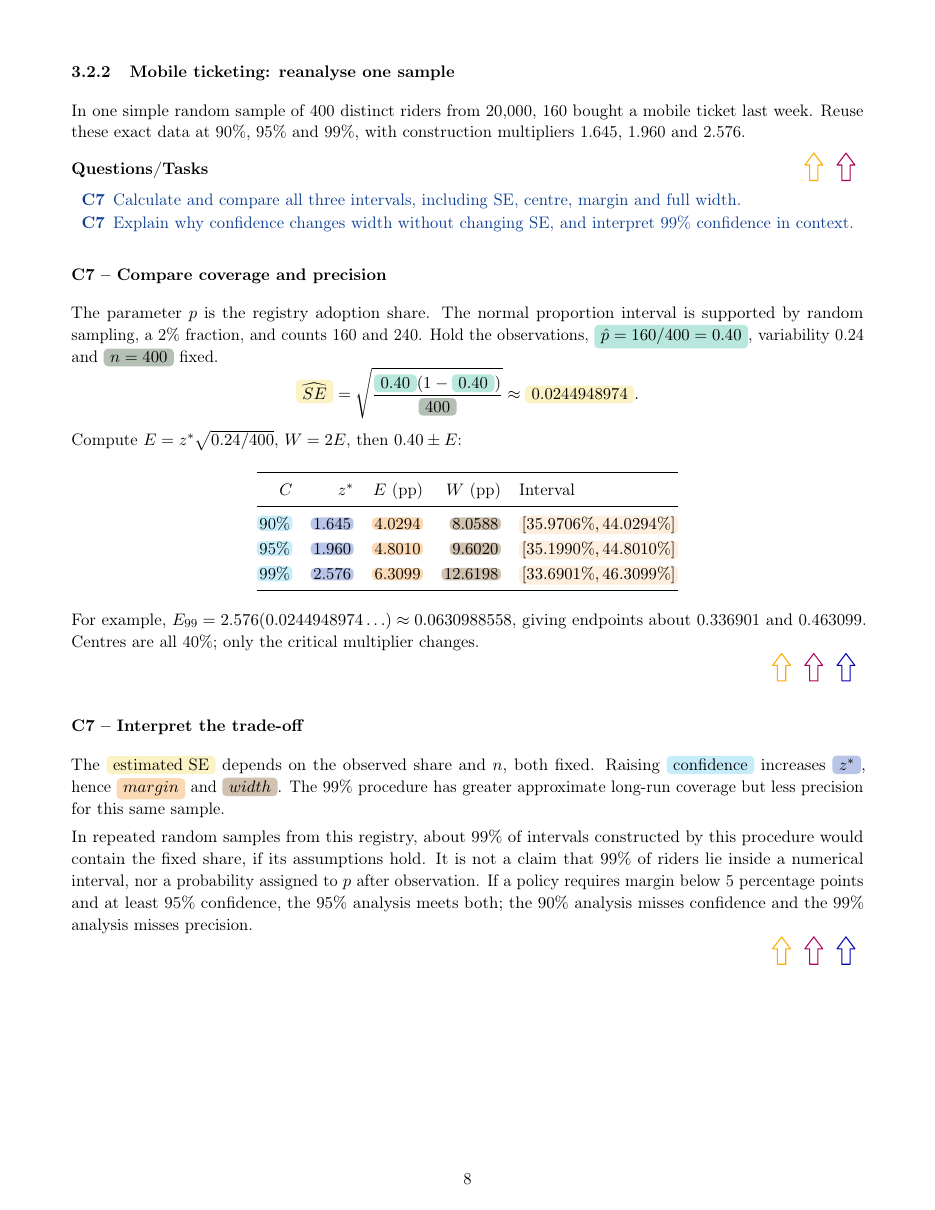 3.2.2 Mobile ticketing: reanalyse one sample
In one simple random sample of 400 distinct riders from 20,000, 160 bought a mobile ticket last week. Reuse
these exact data at 90%, 95% and 99%, with construction multipliers 1.645, 1.960 and 2.576.
Questions/Tasks
C7 Calculate and compare all three intervals, including SE, centre, margin and full width.
C7 Explain why confidence changes width without changing SE, and interpret 99% confidence in context.
C7 – Compare coverage and precision
The parameter p is the registry adoption share. The normal proportion interval is supported by random
sampling, a 2% fraction, and counts 160 and 240. Hold the observations, p̂ = 160/400 = 0.40 , variability 0.24
and n = 400 fixed.
\widehat{SE} = √(0.40 (1 − 0.40 ) / 400) ≈ 0.0244948974 .
Compute E = z*√(0.24/400), W = 2E, then 0.40 ± E:
C z* E (pp) W (pp) Interval
90% 1.645 4.0294 8.0588 [35.9706%, 44.0294%]
95% 1.960 4.8010 9.6020 [35.1990%, 44.8010%]
99% 2.576 6.3099 12.6198 [33.6901%, 46.3099%]
For example, E₉₉ = 2.576(0.0244948974 . . .) ≈ 0.0630988558, giving endpoints about 0.336901 and 0.463099.
Centres are all 40%; only the critical multiplier changes.
C7 – Interpret the trade-off
The estimated SE depends on the observed share and n, both fixed. Raising confidence increases z* ,
hence margin and width . The 99% procedure has greater approximate long-run coverage but less precision
for this same sample.
In repeated random samples from this registry, about 99% of intervals constructed by this procedure would
contain the fixed share, if its assumptions hold. It is not a claim that 99% of riders lie inside a numerical
interval, nor a probability assigned to p after observation. If a policy requires margin below 5 percentage points
and at least 95% confidence, the 95% analysis meets both; the 90% analysis misses confidence and the 99%
analysis misses precision.
8